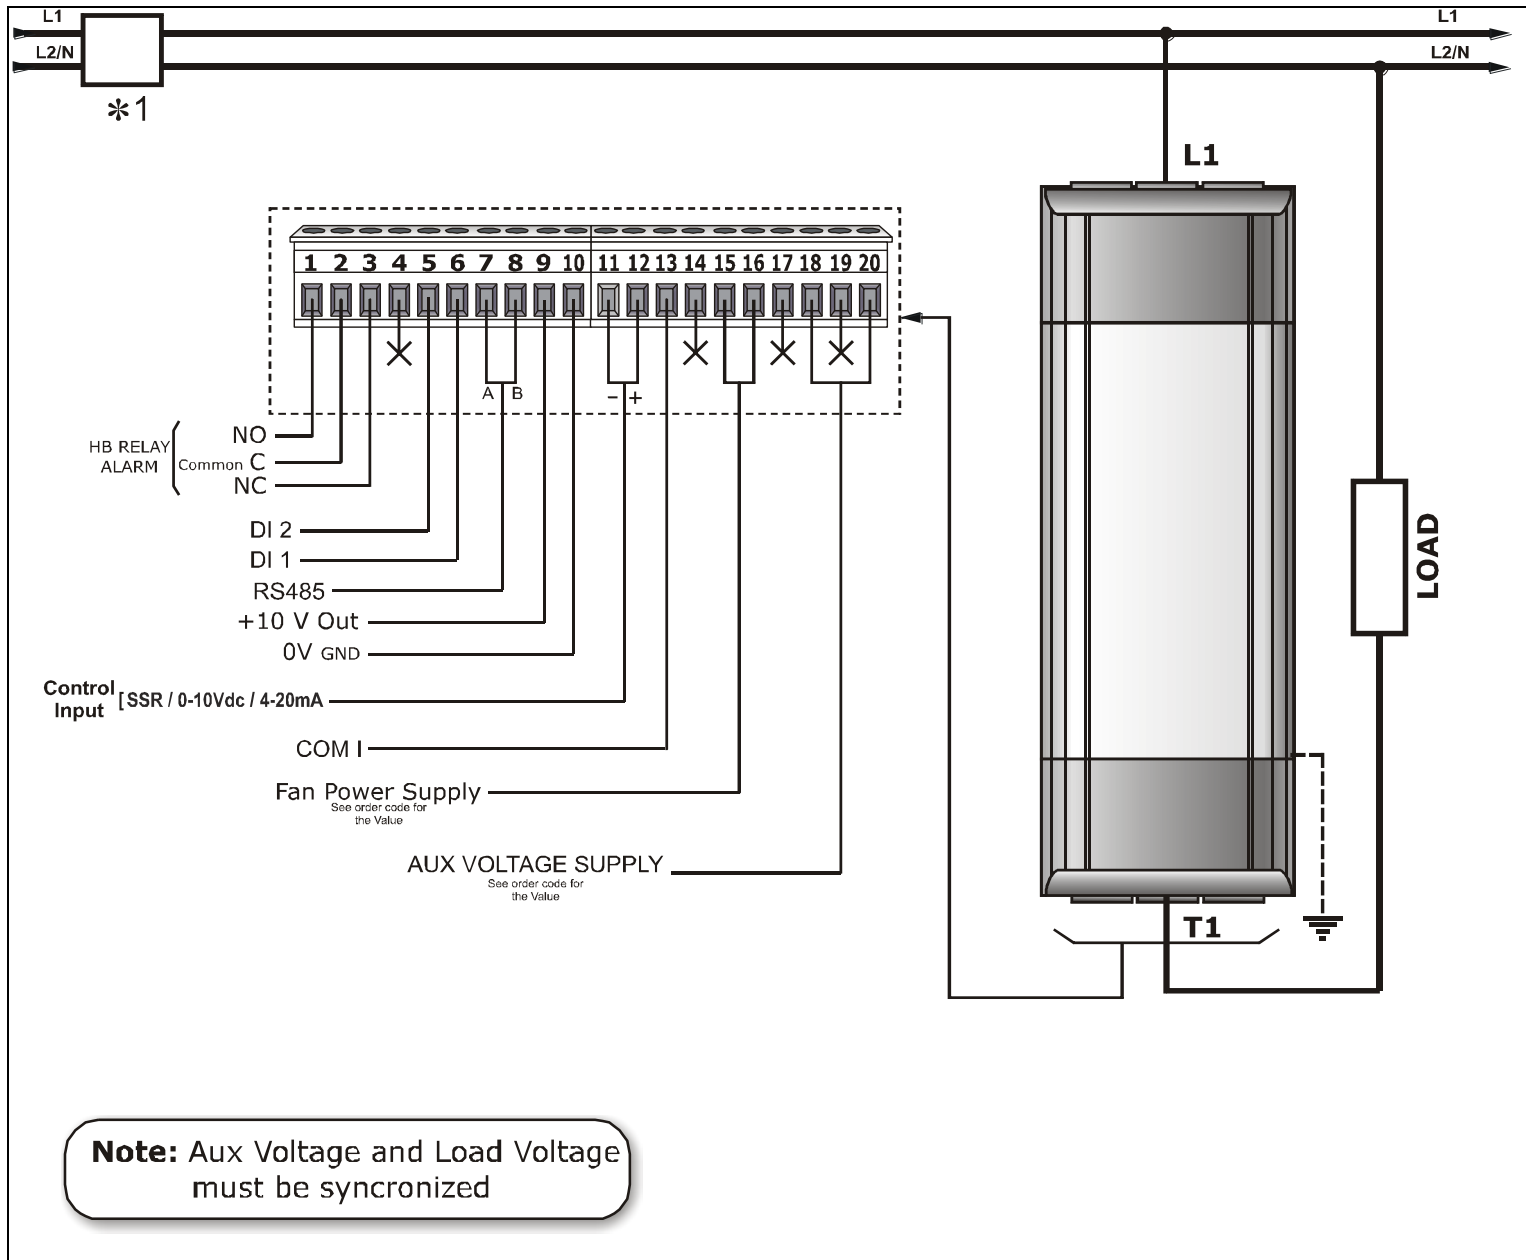 L1
L1
L2/N
L2/N
*1
L1
1 2 3 4 5 6 7 8 9 10 11 12 13 14 15 16 17 18 19 20
A B
- +
NO
HB RELAY
ALARM
Common C
NC
DI 2
DI 1
RS485
+10 V Out
0V GND
Control
Input
[SSR / 0-10Vdc / 4-20mA
COM I
Fan Power Supply
See order code for
the Value
AUX VOLTAGE SUPPLY
See order code for
the Value
LOAD
T1
Note: Aux Voltage and Load Voltage
must be syncronized